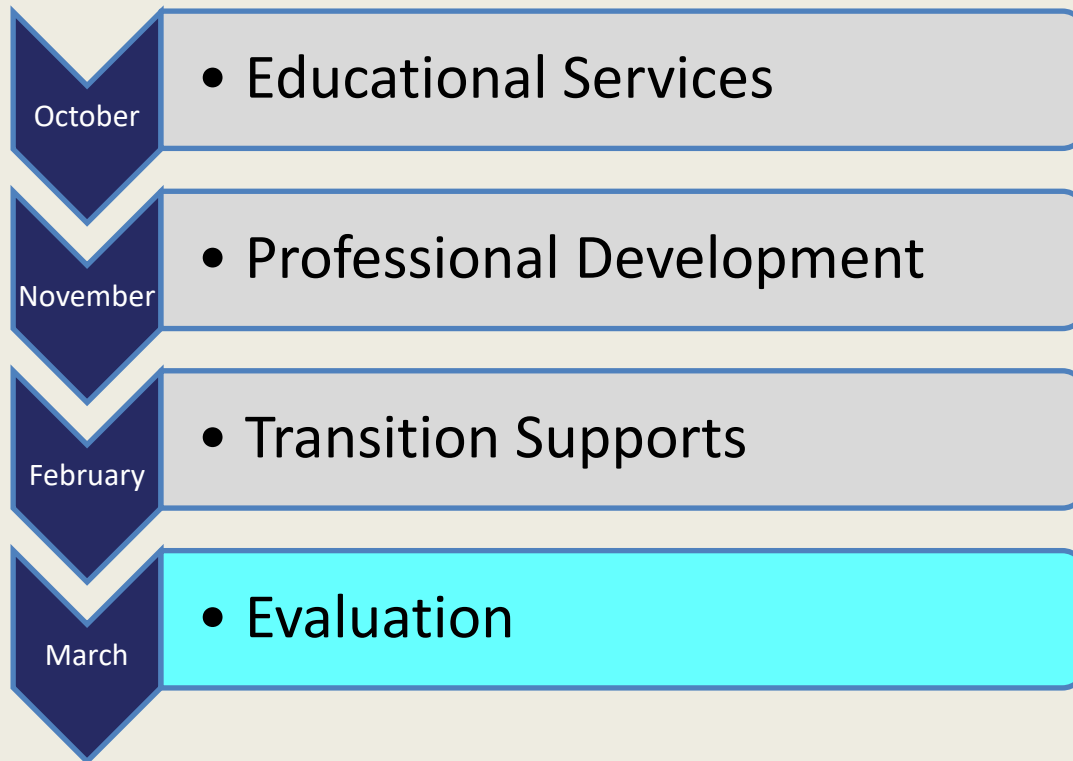 October
• Educational Services
November
• Professional Development
February
• Transition Supports
March
• Evaluation